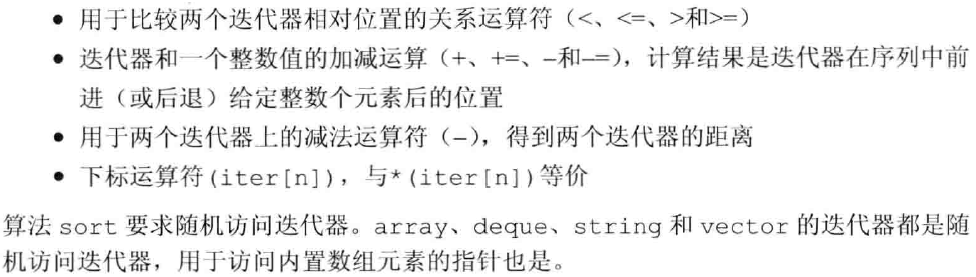 • 用于比较两个迭代器相对位置的关系运算符（<、<=、>和>=）
• 迭代器和一个整数值的加减运算（+、+=、-和-=），计算结果是迭代器在序列中前
进（或后退）给定整数个元素后的位置
• 用于两个迭代器上的减法运算符（-），得到两个迭代器的距离
• 下标运算符(iter[n])，与*(iter[n])等价
算法 sort 要求随机访问迭代器。array、deque、string 和 vector 的迭代器都是随
机访问迭代器，用于访问内置数组元素的指针也是。